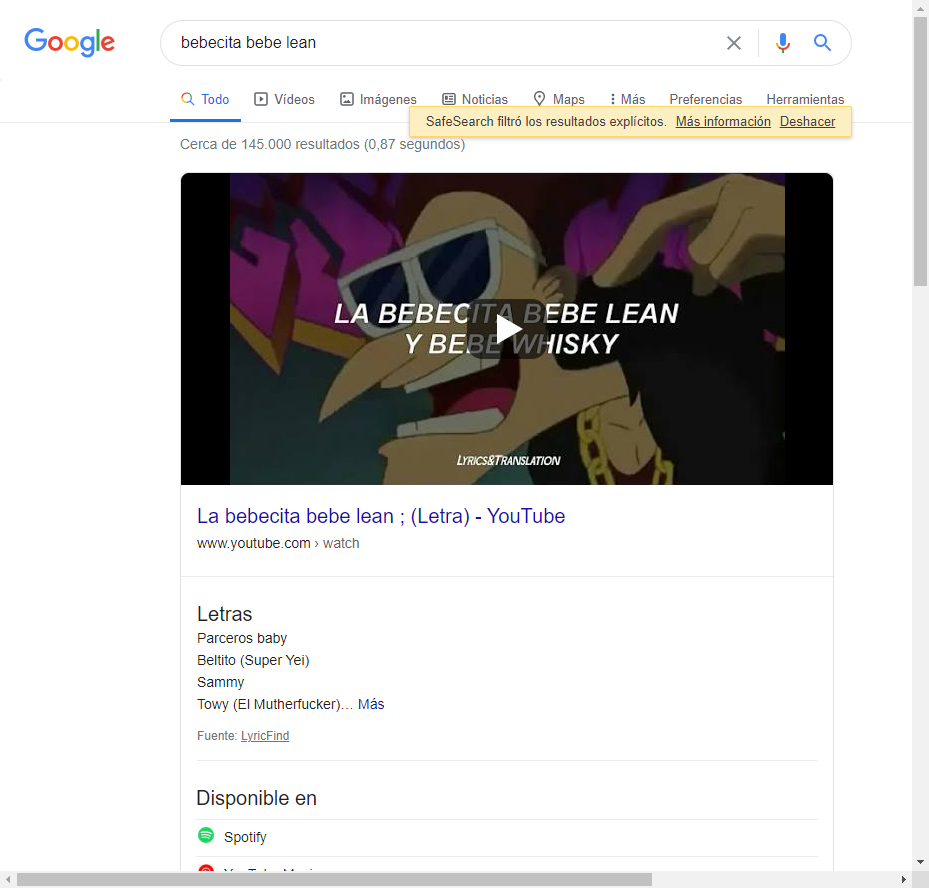 Google
bebecita bebe lean
Todo Vídeos Imágenes Noticias Maps Más Preferencias Herramientas
SafeSearch filtró los resultados explícitos. Más información Deshacer
Cerca de 145.000 resultados (0,87 segundos)
LA BEBECITA BEBE LEAN
Y BEBE WHISKY
LYRICS&TRANSLATION
La bebecita bebe lean ; (Letra) - YouTube
www.youtube.com › watch
Letras
Parceros baby
Beltito (Super Yei)
Sammy
Towy (El Mutherfucker)… Más
Fuente: LyricFind
Disponible en
Spotify